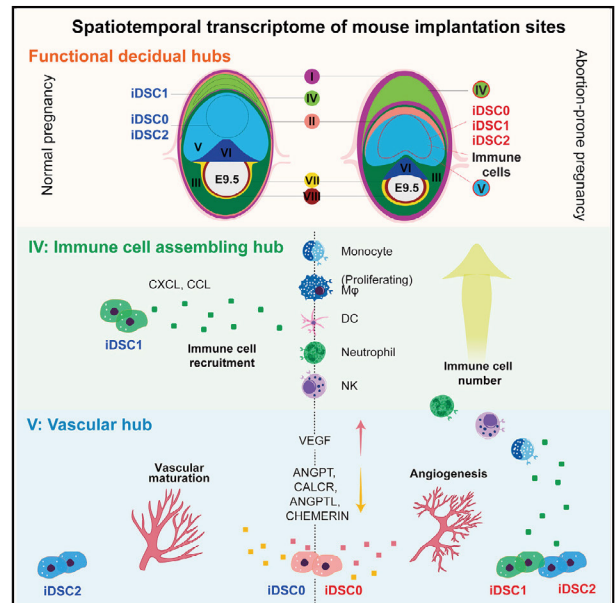 Spatiotemporal transcriptome of mouse implantation sites
Functional decidual hubs
Normal pregnancy
Abortion-prone pregnancy
iDSC1
iDSC0
iDSC2
I
IV
II
VII
VIII
V
VI
III
E9.5
VI
III
E9.5
IV
iDSC0
iDSC1
iDSC2
Immune
cells
V
IV: Immune cell assembling hub
CXCL, CCL
iDSC1
Immune cell
recruitment
Monocyte
(Proliferating)
Mφ
DC
Neutrophil
NK
Immune cell
number
V: Vascular hub
VEGF
ANGPT,
CALCR,
ANGPTL,
CHEMERIN
Vascular
maturation
Angiogenesis
iDSC2
iDSC0
iDSC0
iDSC1
iDSC2